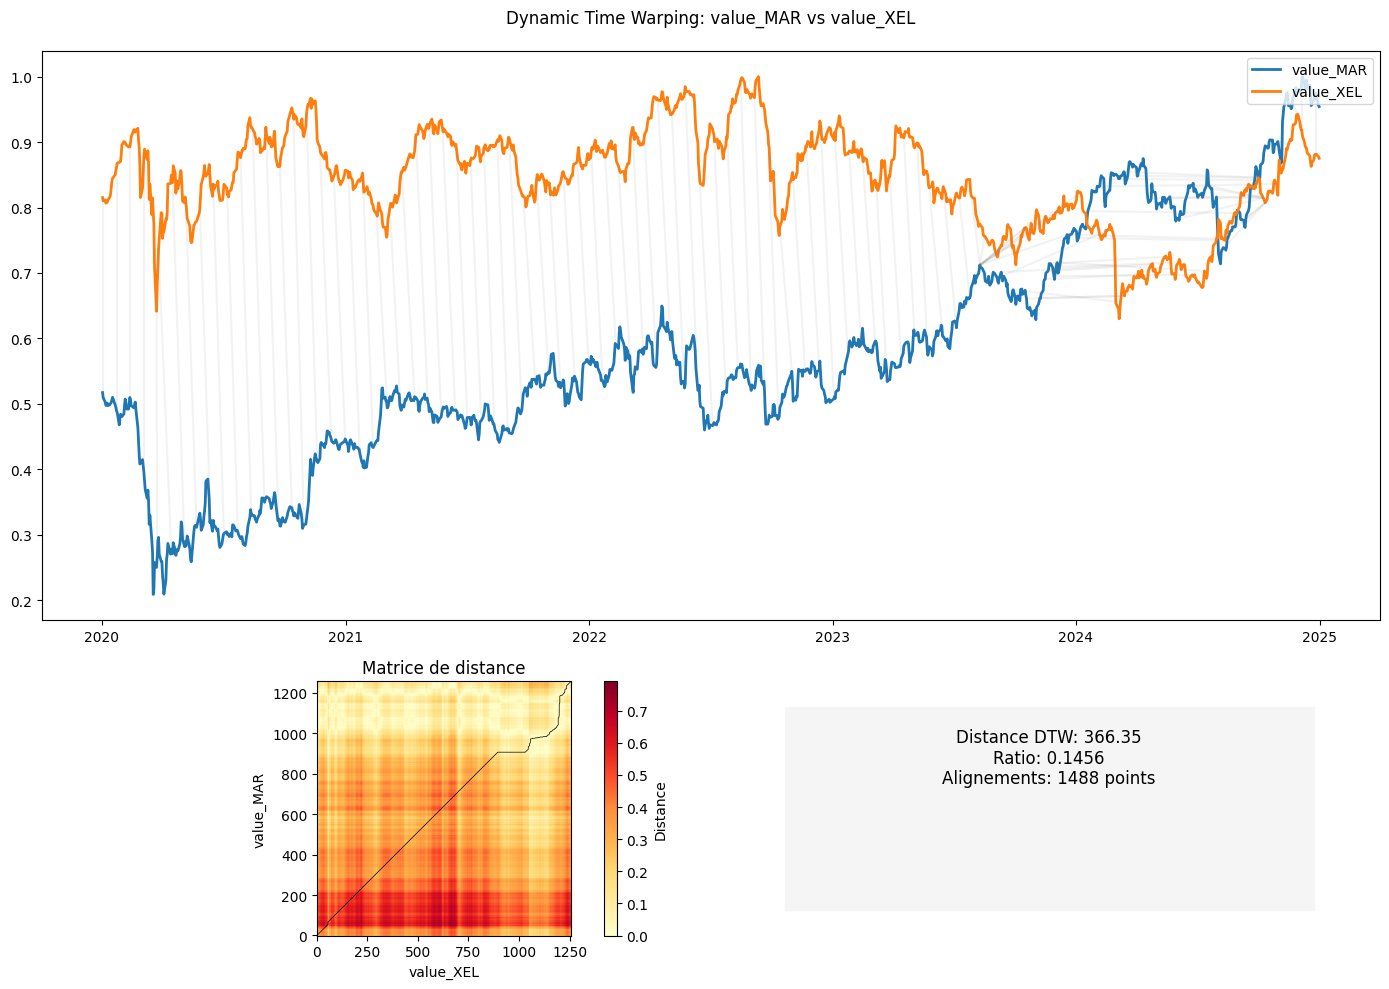 Dynamic Time Warping: value_MAR vs value_XEL
value_MAR
value_XEL
1.0
0.9
0.8
0.7
0.6
0.5
0.4
0.3
0.2
2020 2021 2022 2023 2024 2025
Matrice de distance
value_MAR
1200
1000
800
600
400
200
0
0 250 500 750 1000 1250
value_XEL
0.7
0.6
0.5
0.4
0.3
0.2
0.1
0.0
Distance
Distance DTW: 366.35
Ratio: 0.1456
Alignements: 1488 points